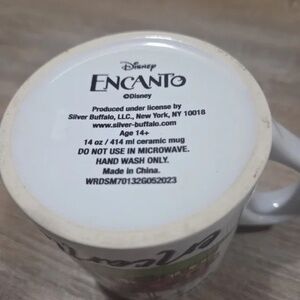 Disney
ENCANTO
©Disney
Produced under license by
Silver Buffalo, LLC., New York, NY 10018
www.silver-buffalo.com
Age 14+
14 oz / 414 ml ceramic mug
DO NOT USE IN MICROWAVE.
HAND WASH ONLY.
Made in China.
WRDSM70132G052023